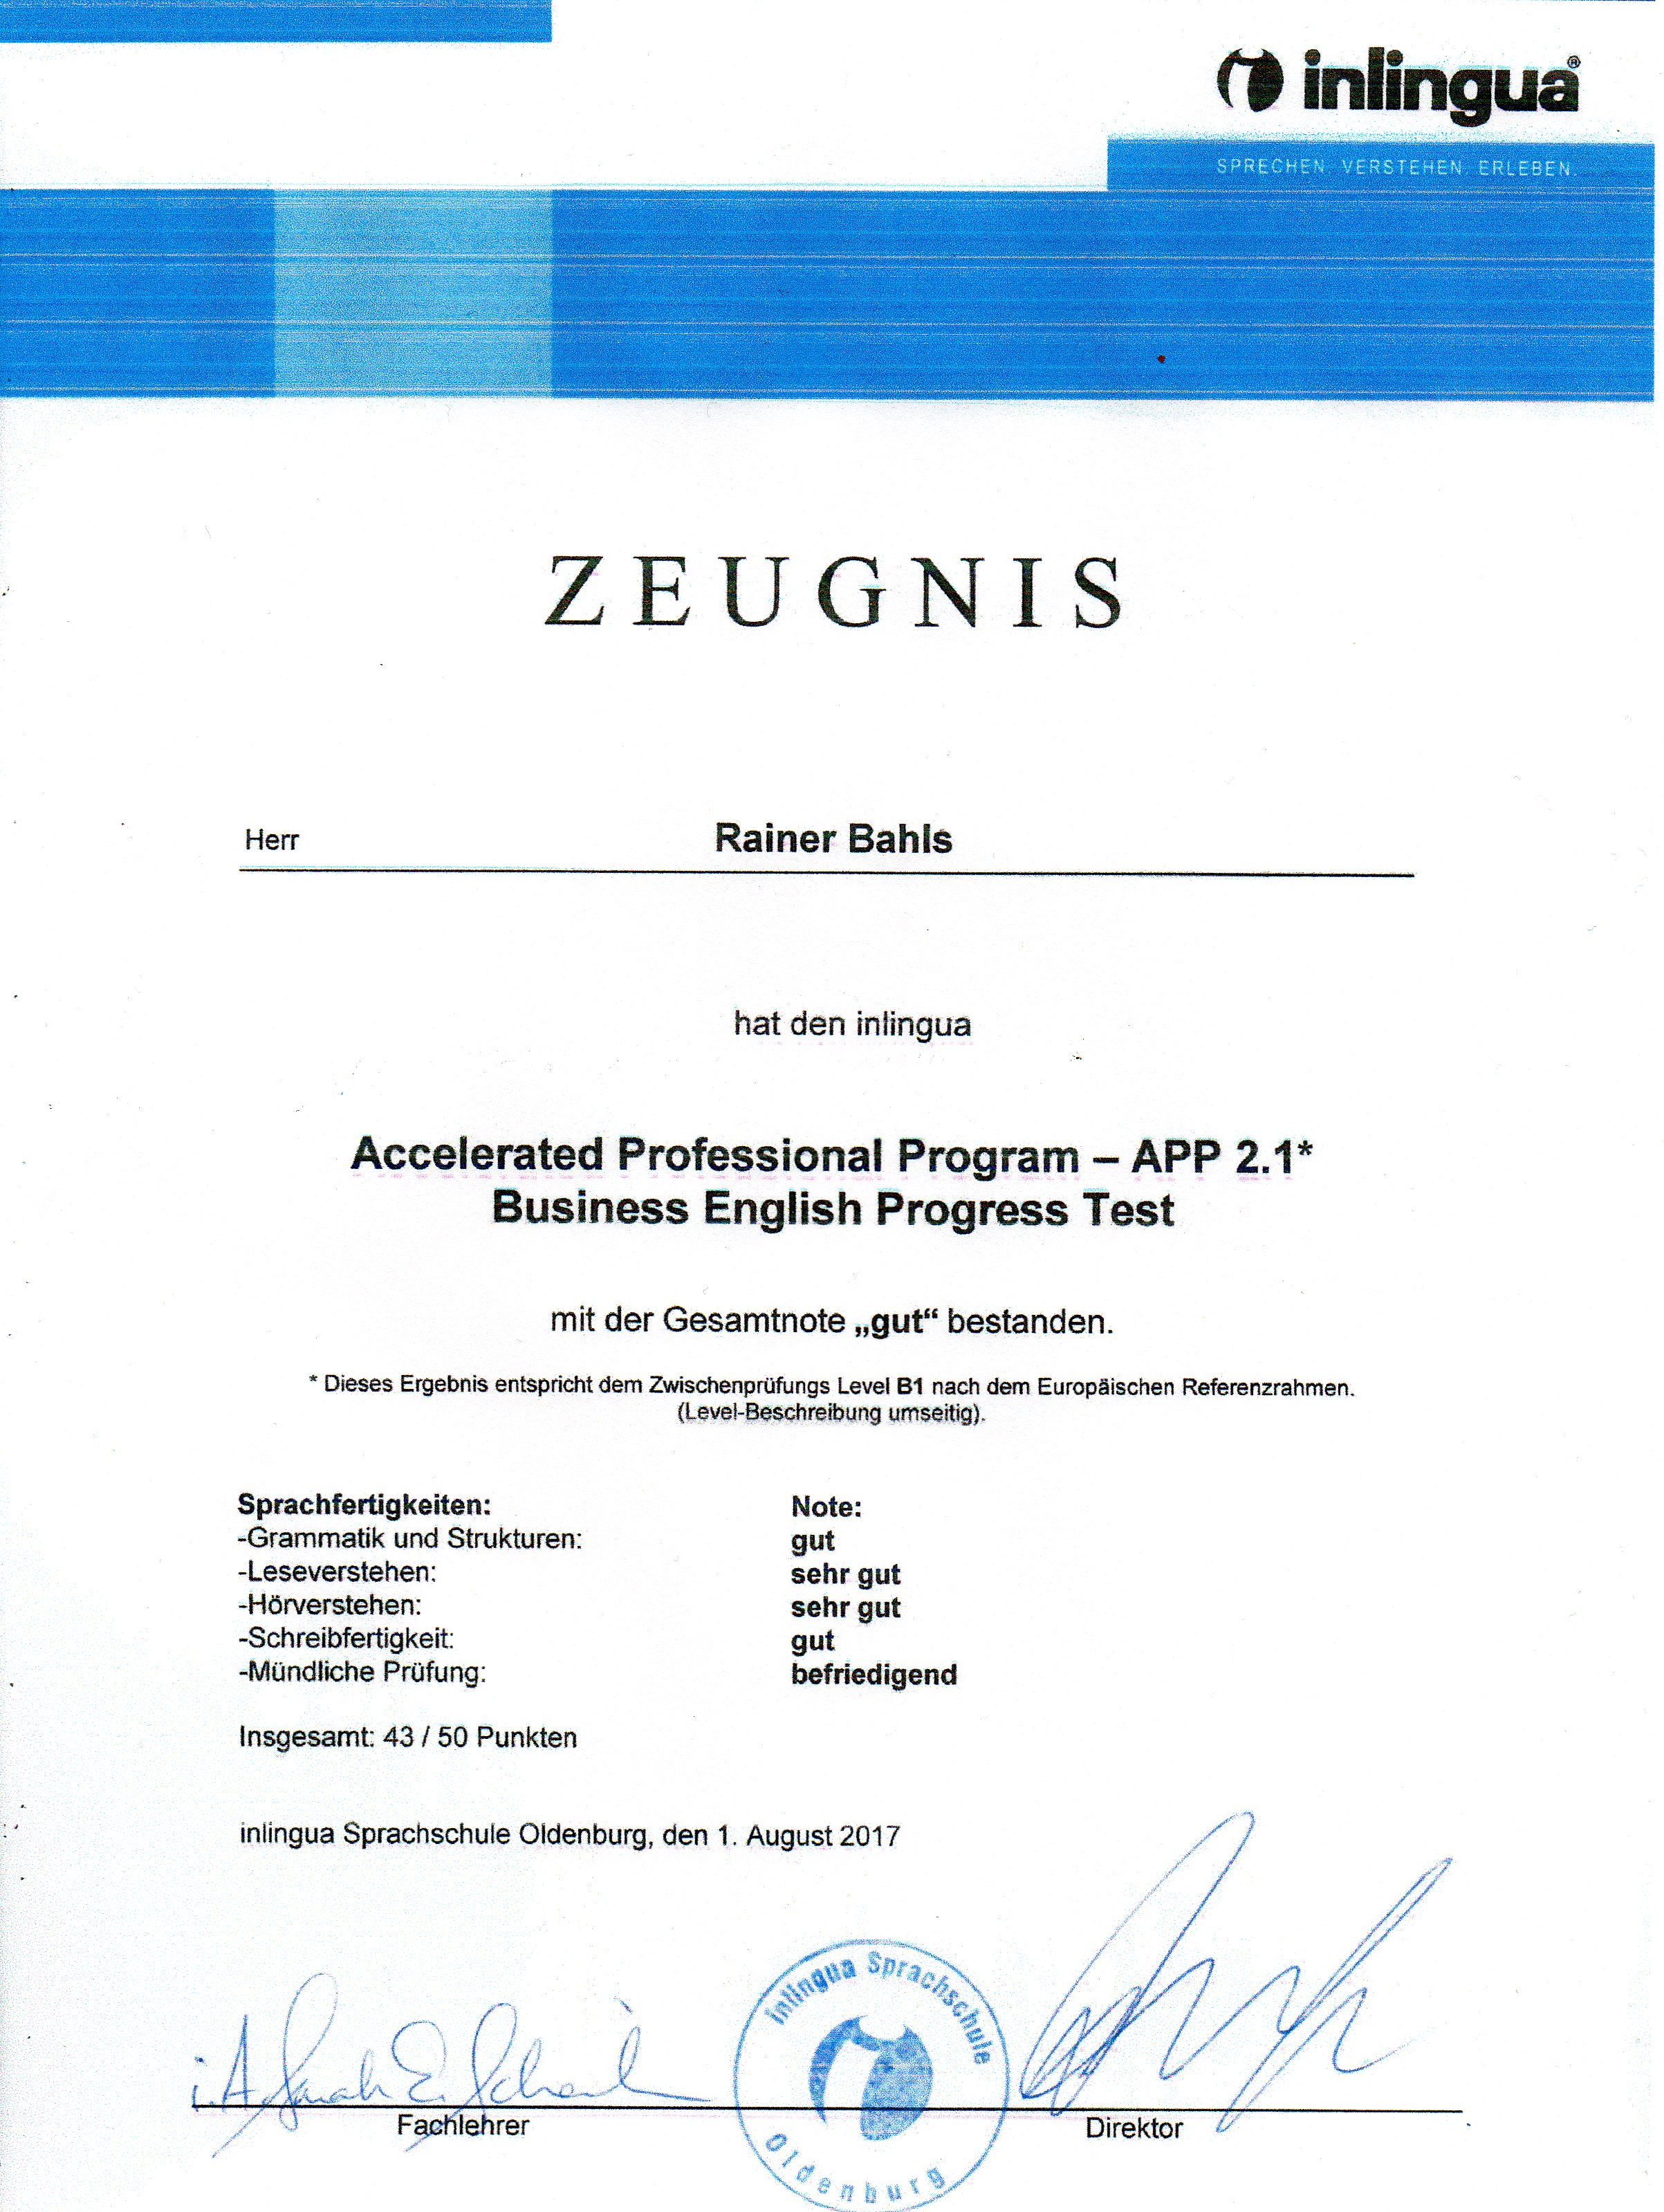 inlingua®
SPRECHEN. VERSTEHEN. ERLEBEN.
ZEUGNIS
Herr Rainer Bahls
hat den inlingua
Accelerated Professional Program – APP 2.1*
Business English Progress Test
mit der Gesamtnote „gut“ bestanden.
* Dieses Ergebnis entspricht dem Zwischenprüfungs Level B1 nach dem Europäischen Referenzrahmen.
(Level-Beschreibung umseitig).
Sprachfertigkeiten: Note:
-Grammatik und Strukturen: gut
-Leseverstehen: sehr gut
-Hörverstehen: sehr gut
-Schreibfertigkeit: gut
-Mündliche Prüfung: befriedigend
Insgesamt: 43 / 50 Punkten
inlingua Sprachschule Oldenburg, den 1. August 2017
i.A. Sarah E.
inlingua Sprachschule
Oldenburg
Fachlehrer Direktor